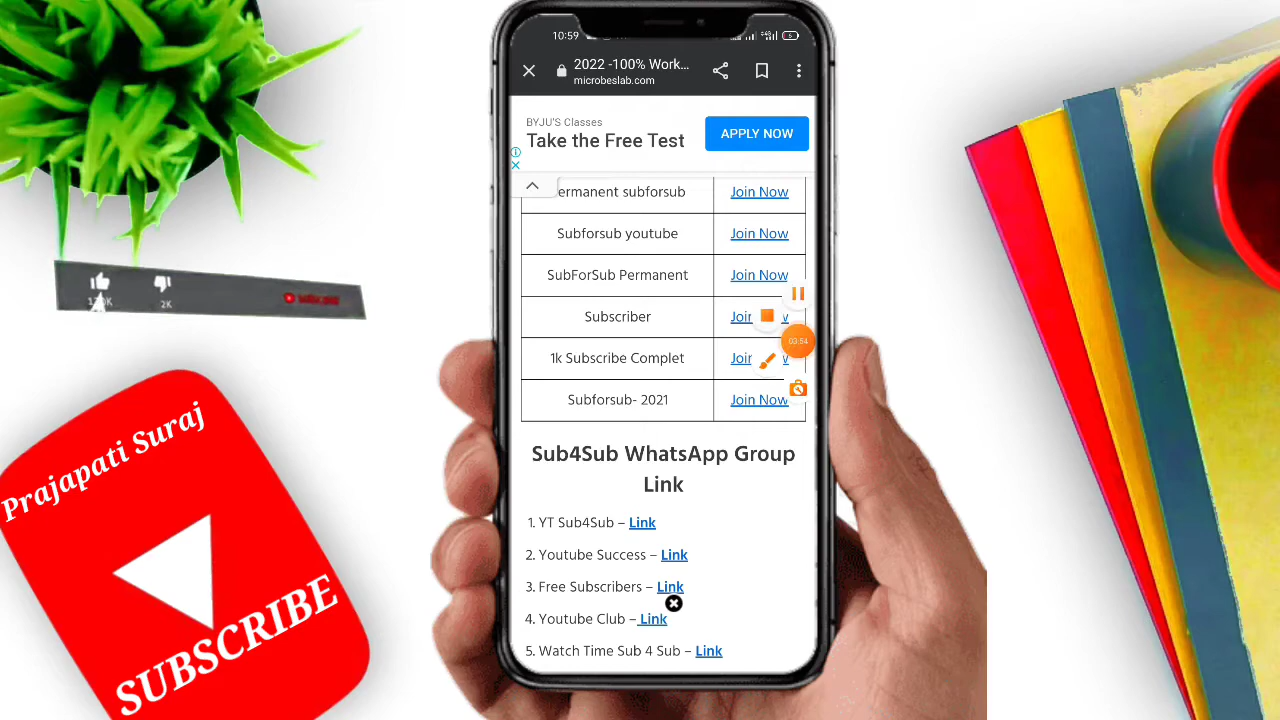 10:59
2022 -100% Work...
microbeslab.com
BYJU'S Classes
Take the Free Test
APPLY NOW
ermanent subforsub Join Now
Subforsub youtube Join Now
SubForSub Permanent Join Now
Subscriber
1k Subscribe Complet
Subforsub- 2021 Join Now
03:54
Sub4Sub WhatsApp Group
Link
1. YT Sub4Sub – Link
2. Youtube Success – Link
3. Free Subscribers – Link
4. Youtube Club – Link
5. Watch Time Sub 4 Sub – Link
2K
Prajapati Suraj
SUBSCRIBE